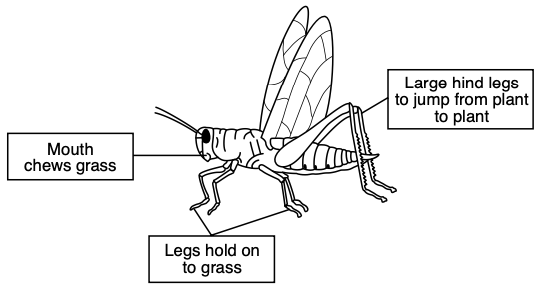 Large hind legs
to jump from plant
to plant
Mouth
chews grass
Legs hold on
to grass